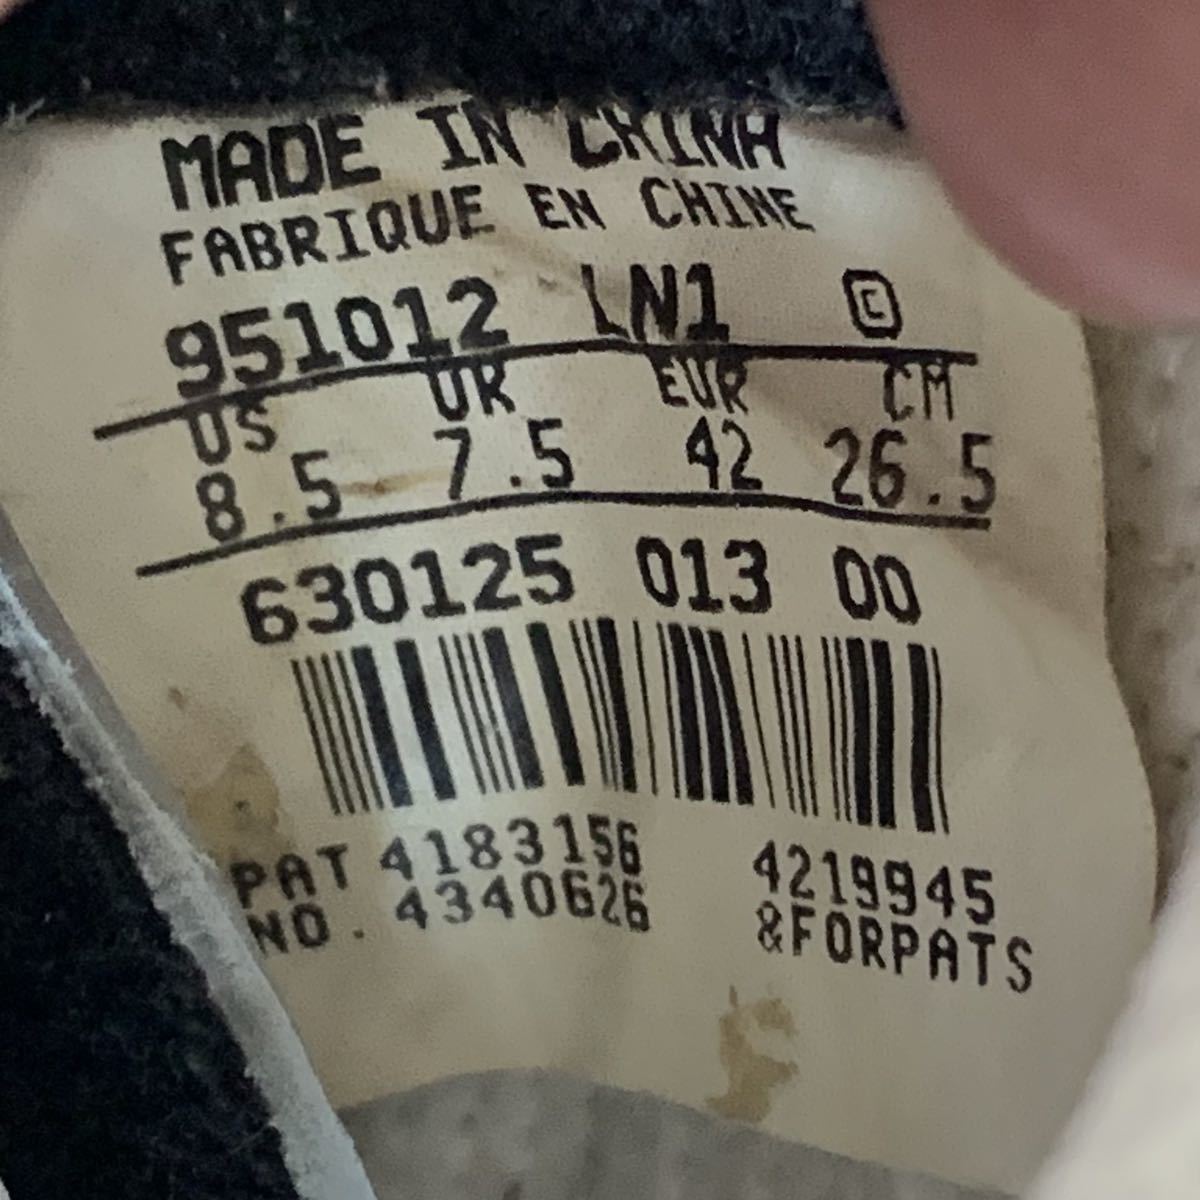 MADE IN CHINA
FABRIQUE EN CHINE
951012 LN1 ©
US UK EUR CM
8.5 7.5 42 26.5
630125 013 00
PAT 4183156 4219945
NO. 4340626 &FORPATS